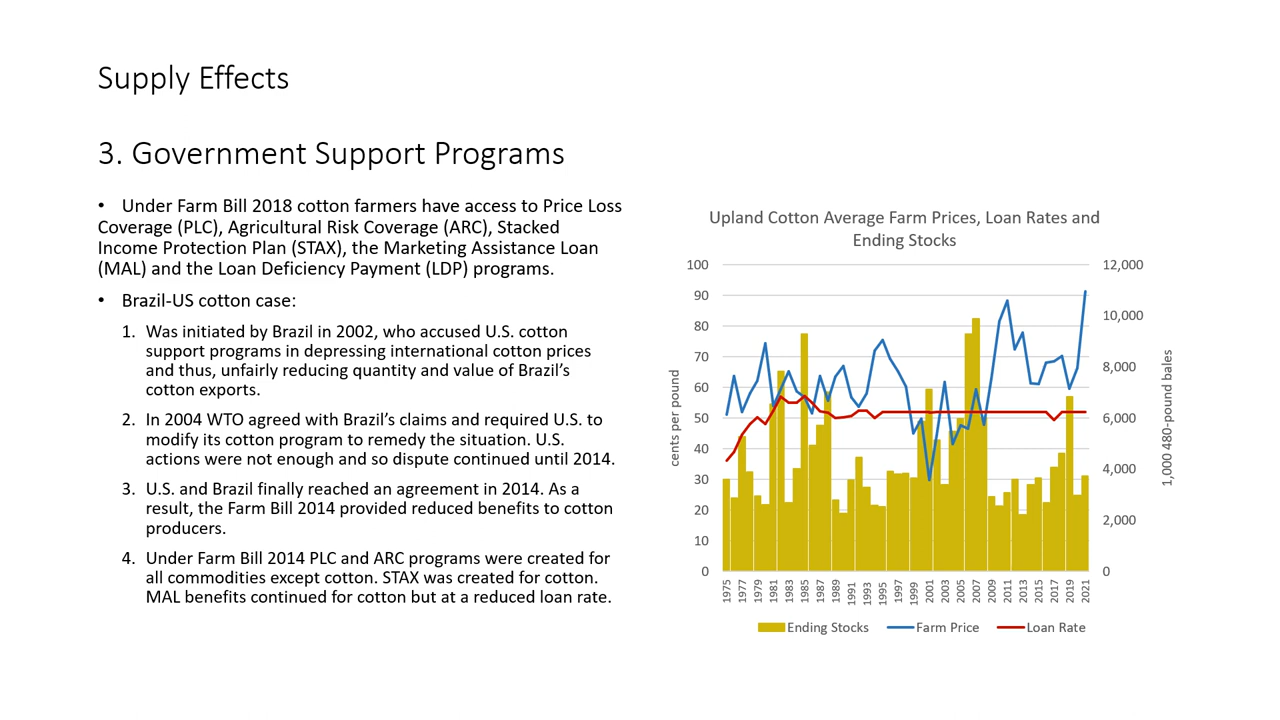 Supply Effects
3. Government Support Programs
• Under Farm Bill 2018 cotton farmers have access to Price Loss
Coverage (PLC), Agricultural Risk Coverage (ARC), Stacked
Income Protection Plan (STAX), the Marketing Assistance Loan
(MAL) and the Loan Deficiency Payment (LDP) programs.
• Brazil-US cotton case:
1. Was initiated by Brazil in 2002, who accused U.S. cotton
support programs in depressing international cotton prices
and thus, unfairly reducing quantity and value of Brazil’s
cotton exports.
2. In 2004 WTO agreed with Brazil’s claims and required U.S. to
modify its cotton program to remedy the situation. U.S.
actions were not enough and so dispute continued until 2014.
3. U.S. and Brazil finally reached an agreement in 2014. As a
result, the Farm Bill 2014 provided reduced benefits to cotton
producers.
4. Under Farm Bill 2014 PLC and ARC programs were created for
all commodities except cotton. STAX was created for cotton.
MAL benefits continued for cotton but at a reduced loan rate.
Upland Cotton Average Farm Prices, Loan Rates and
Ending Stocks
cents per pound
100
90
80
70
60
50
40
30
20
10
0
12,000
10,000
8,000
6,000
4,000
2,000
0
1,000 480-pound bales
1975
1977
1979
1981
1983
1985
1987
1989
1991
1993
1995
1997
1999
2001
2003
2005
2007
2009
2011
2013
2015
2017
2019
2021
Ending Stocks
Farm Price
Loan Rate